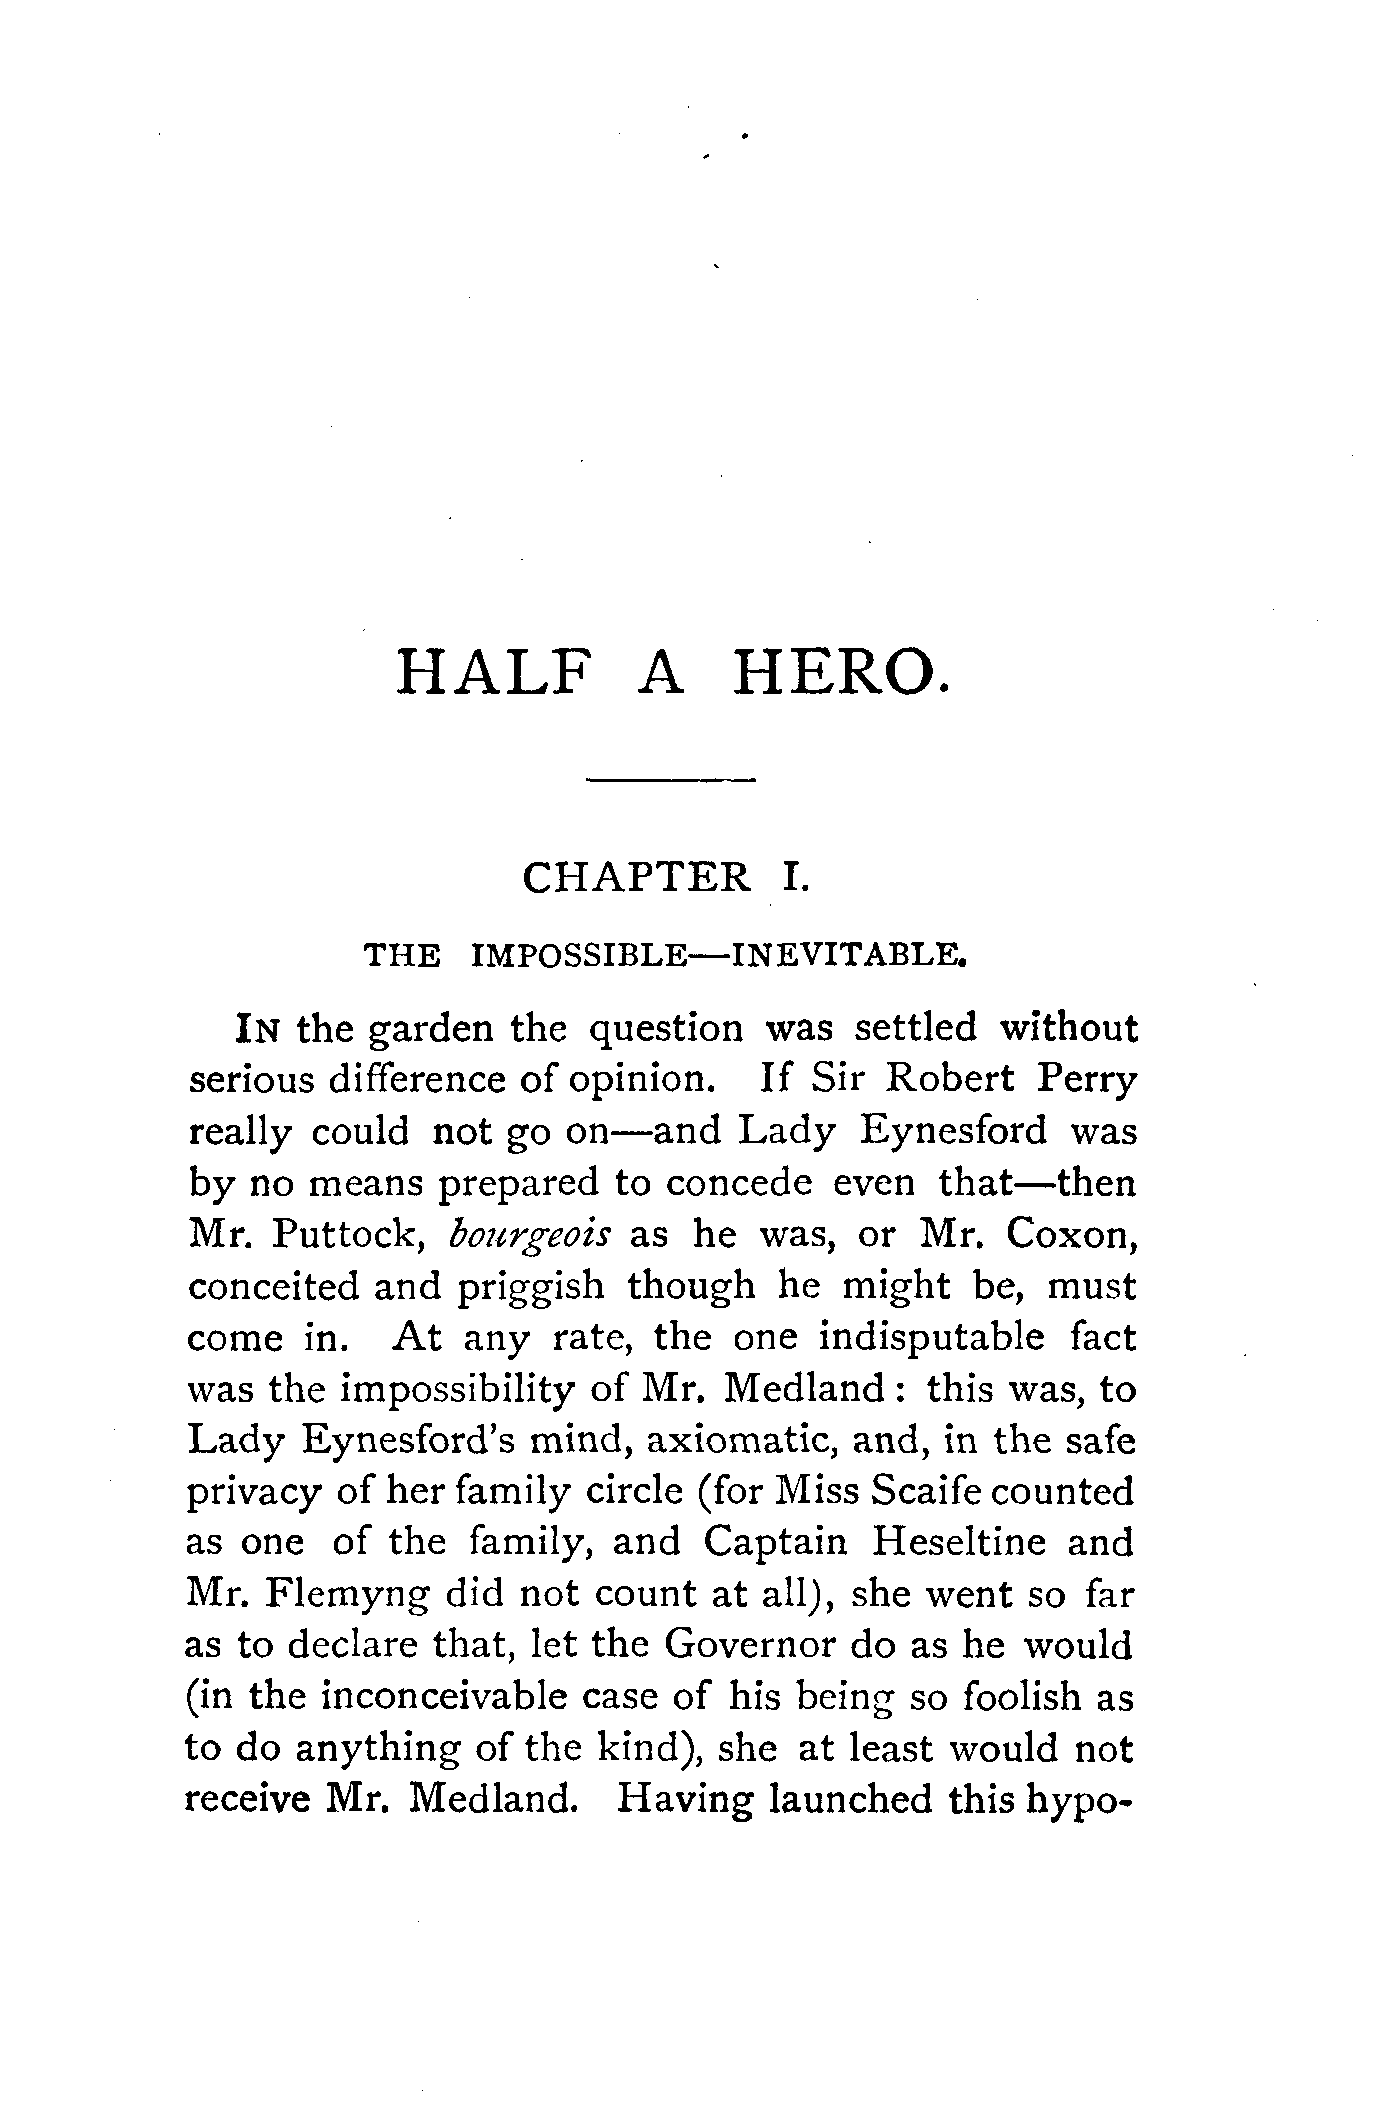 HALF A HERO.
CHAPTER I.
THE IMPOSSIBLE—INEVITABLE.
IN the garden the question was settled without
serious difference of opinion. If Sir Robert Perry
really could not go on—and Lady Eynesford was
by no means prepared to concede even that—then
Mr. Puttock, bourgeois as he was, or Mr. Coxon,
conceited and priggish though he might be, must
come in. At any rate, the one indisputable fact
was the impossibility of Mr. Medland : this was, to
Lady Eynesford's mind, axiomatic, and, in the safe
privacy of her family circle (for Miss Scaife counted
as one of the family, and Captain Heseltine and
Mr. Flemyng did not count at all), she went so far
as to declare that, let the Governor do as he would
(in the inconceivable case of his being so foolish as
to do anything of the kind), she at least would not
receive Mr. Medland. Having launched this hypo-